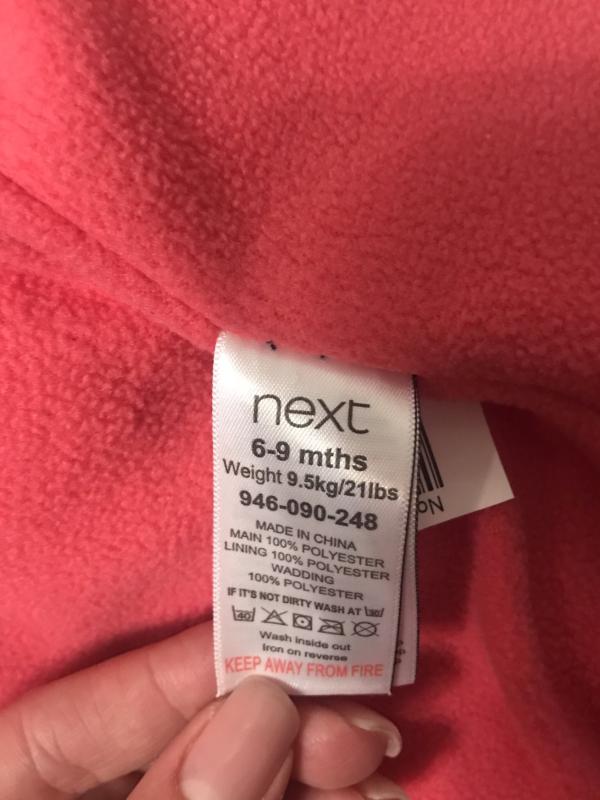 next
6-9 mths
Weight 9.5kg/21lbs
946-090-248
MADE IN CHINA
MAIN 100% POLYESTER
LINING 100% POLYESTER
WADDING
100% POLYESTER
IF IT'S NOT DIRTY WASH AT 30
40
Wash inside out
Iron on reverse
KEEP AWAY FROM FIRE
ON